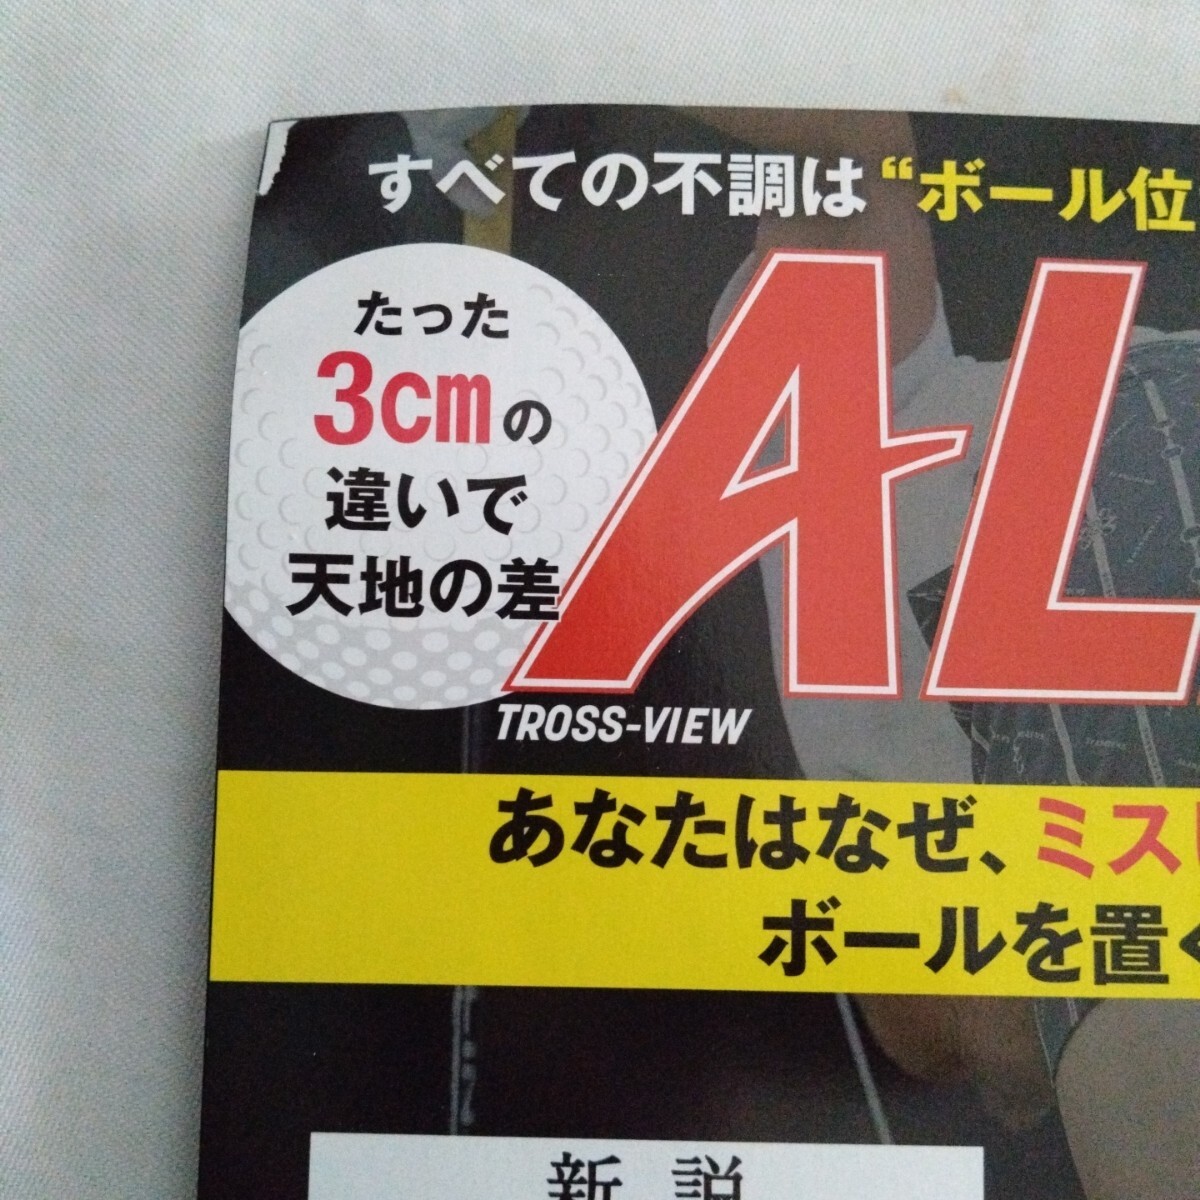 すべての不調は“ボール位
たった
3cmの
違いで
天地の差
AL
TROSS-VIEW
あなたはなぜ、ミス
ボールを置く
新説